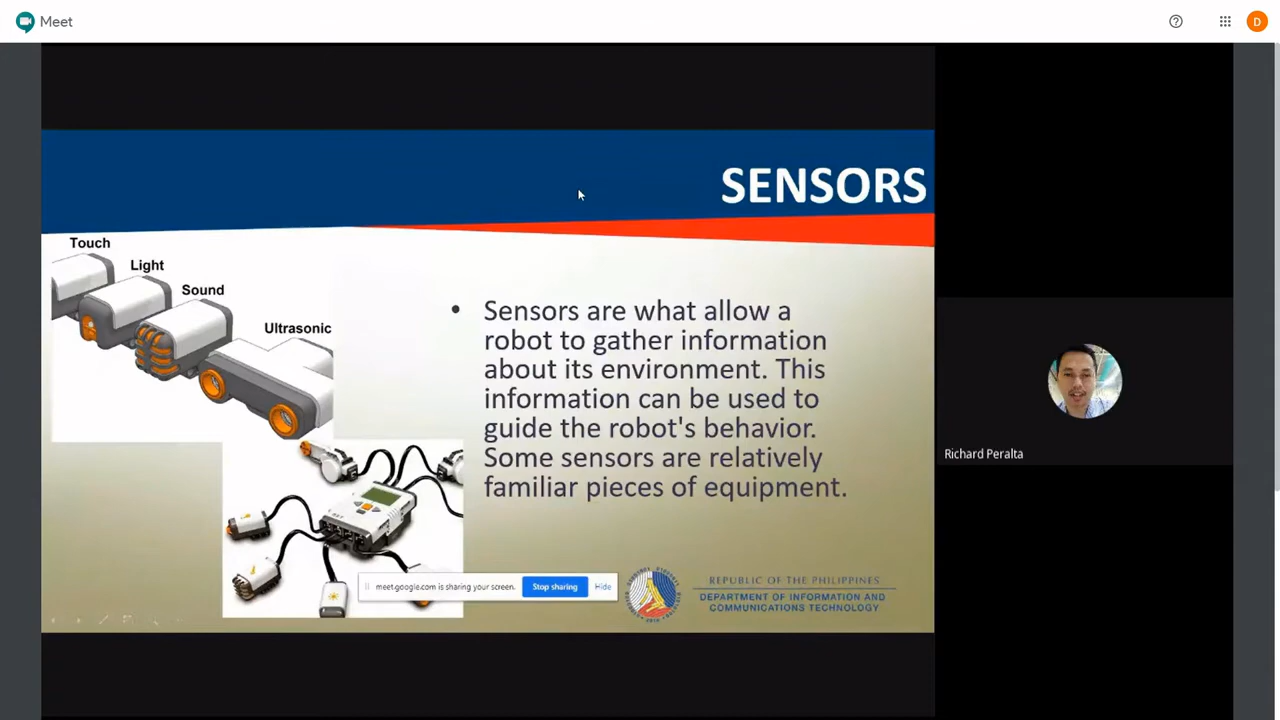 Meet
D
SENSORS
Touch
Light
Sound
Ultrasonic
• Sensors are what allow a
robot to gather information
about its environment. This
information can be used to
guide the robot's behavior.
Some sensors are relatively
familiar pieces of equipment.
meet.google.com is sharing your screen.
Stop sharing
Hide
REPUBLIC OF THE PHILIPPINES
DEPARTMENT OF INFORMATION AND
COMMUNICATIONS TECHNOLOGY
Richard Peralta